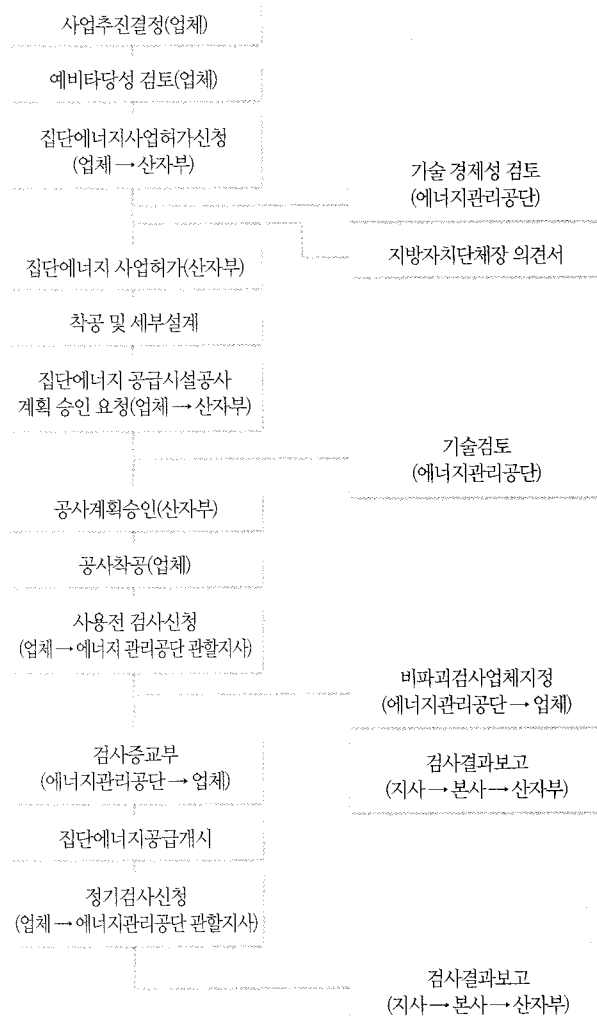 사업추진결정(업체)
예비타당성 검토(업체)
집단에너지사업허가신청
(업체 → 산자부)
기술 경제성 검토
(에너지관리공단)
지방자치단체장 의견서
집단에너지 사업허가(산자부)
착공 및 세부설계
집단에너지 공급시설공사
계획 승인 요청(업체 → 산자부)
기술검토
(에너지관리공단)
공사계획승인(산자부)
공사착공(업체)
사용전 검사신청
(업체 → 에너지 관리공단 관할지사)
비파괴검사업체지정
(에너지관리공단 → 업체)
검사증교부
(에너지관리공단 → 업체)
검사결과보고
(지사 → 본사 → 산자부)
집단에너지공급개시
정기검사신청
(업체 → 에너지관리공단 관할지사)
검사결과보고
(지사 → 본사 → 산자부)